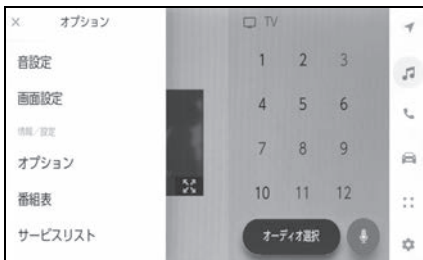 × オプション
音設定
画面設定
情報／設定
オプション
番組表
サービスリスト
TV
1 2 3
4 5 6
7 8 9
10 11 12
オーディオ選択